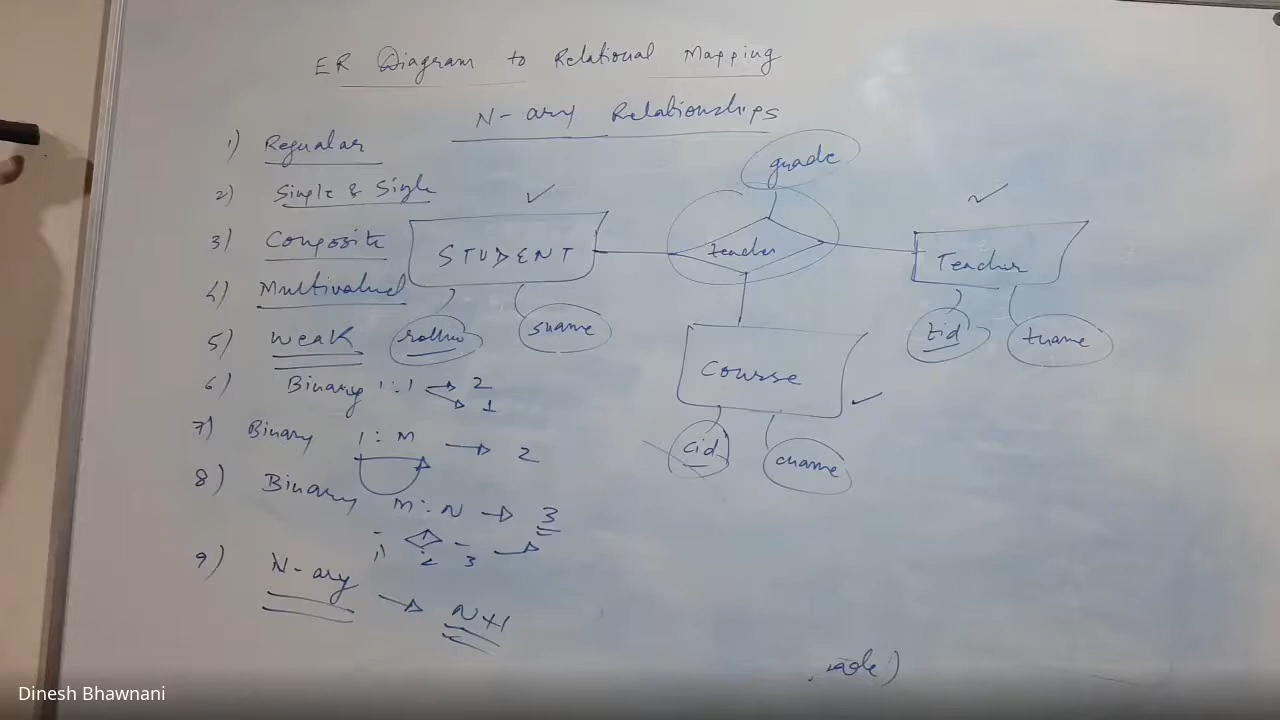 ER Diagram to Relational Mapping
N-ary Relationships
1) Regular
2) Simple & Single
3) Composite
4) Multivalued
5) Weak
6) Binary 1:1 → 2
→ 1
7) Binary 1:M → 2
8) Binary M:N → 3
1 2 3 →
9) N-ary → N+1
grade
STUDENT
teaches
Teacher
rollno
sname
tid
tname
Course
cid
cname
Dinesh Bhawnani